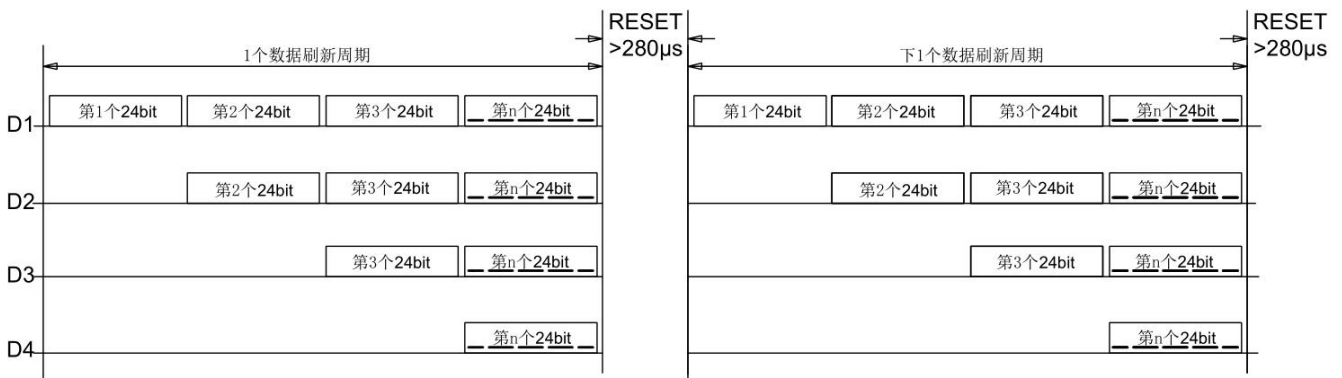 RESET
>280μs
RESET
>280μs
1个数据刷新周期
下1个数据刷新周期
D1
第1个24bit
第2个24bit
第3个24bit
第n个24bit
第1个24bit
第2个24bit
第3个24bit
第n个24bit
D2
第2个24bit
第3个24bit
第n个24bit
第2个24bit
第3个24bit
第n个24bit
D3
第3个24bit
第n个24bit
第3个24bit
第n个24bit
D4
第n个24bit
第n个24bit